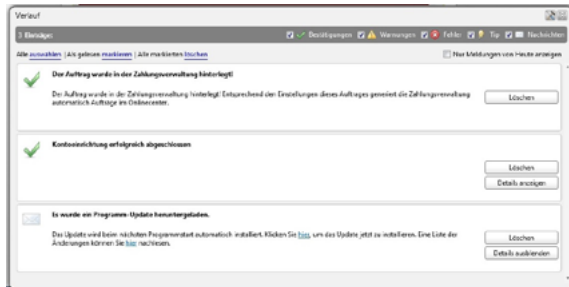 Verlauf
3 Einträge: Bestätigungen Warnungen Fehler Tip Nachrichten
Alle auswählen | Als gelesen markieren | Alle markierten löschen Nur Meldungen von Heute anzeigen
Der Auftrag wurde in der Zahlungsverwaltung hinterlegt!
Der Auftrag wurde in der Zahlungsverwaltung hinterlegt! Entsprechend den Einstellungen dieses Auftrages generiert die Zahlungsverwaltung
automatisch Aufträge im Onlinecenter.
Löschen
Kontoeinrichtung erfolgreich abgeschlossen
Löschen
Details anzeigen
Es wurde ein Programm-Update heruntergeladen.
Das Update wird beim nächsten Programmstart automatisch installiert. Klicken Sie hier, um das Update jetzt zu installieren. Eine Liste der
Änderungen können Sie hier nachlesen.
Löschen
Details ausblenden